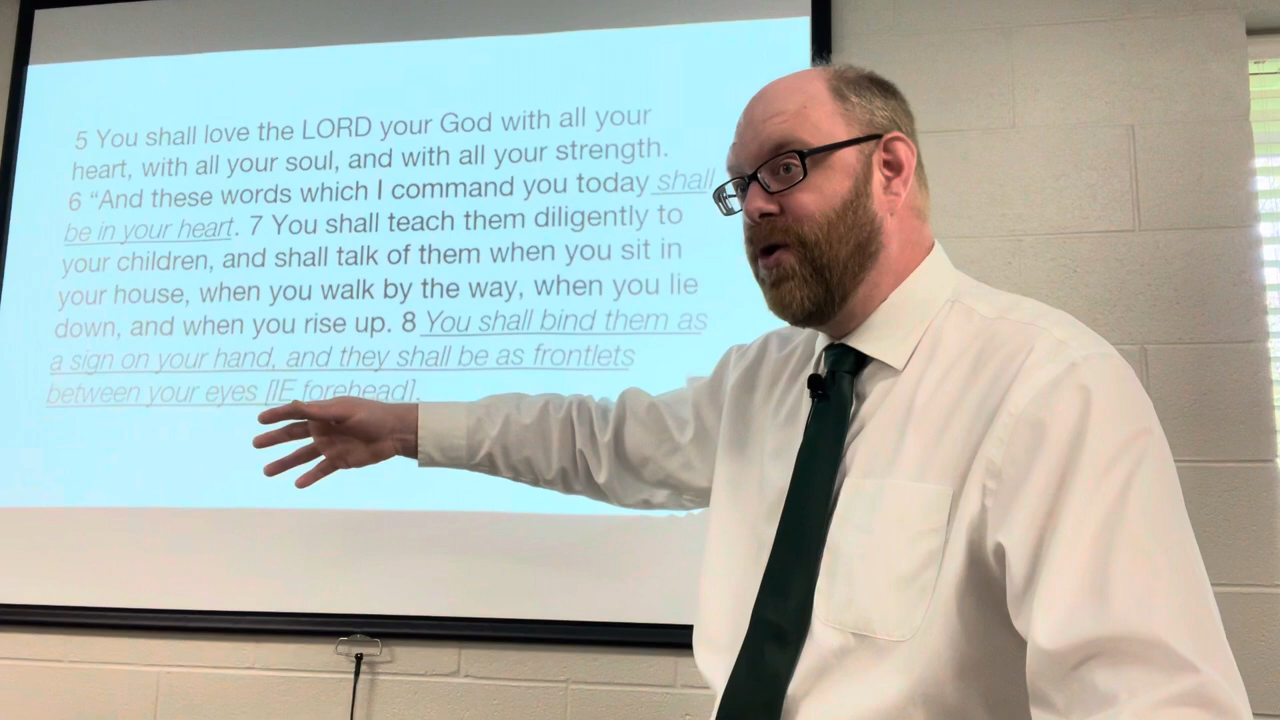 5 You shall love the LORD your God with all your
heart, with all your soul, and with all your strength.
6 “And these words which I command you today shall
be in your heart. 7 You shall teach them diligently to
your children, and shall talk of them when you sit in
your house, when you walk by the way, when you lie
down, and when you rise up. 8 You shall bind them as
a sign on your hand, and they shall be as frontlets
between your eyes [IE forehead].